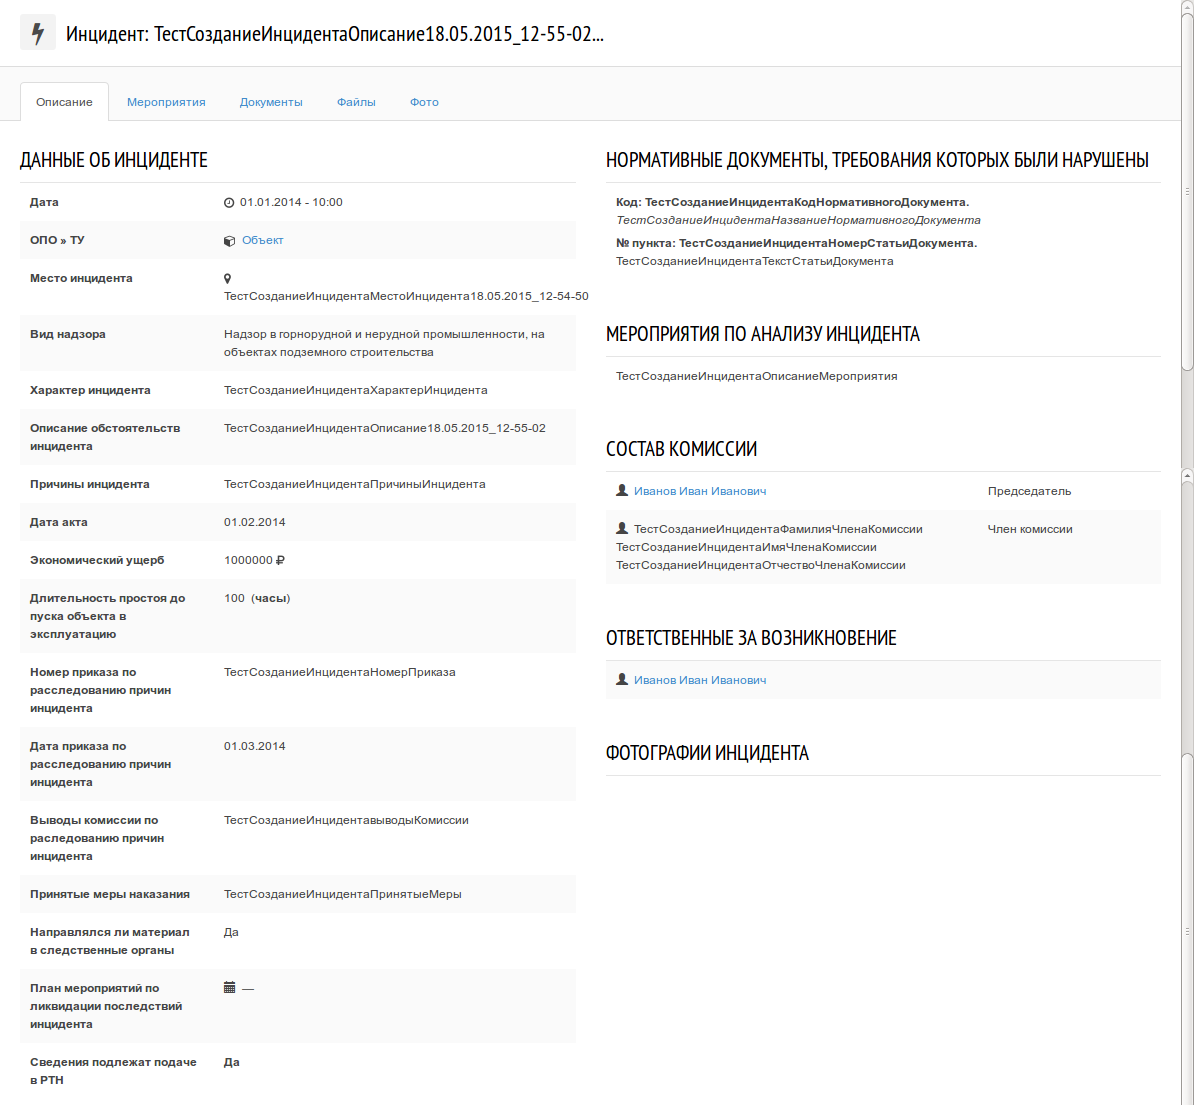 Инцидент: ТестСозданиеИнцидентаОписание18.05.2015_12-55-02...
Описание Мероприятия Документы Файлы Фото
ДАННЫЕ ОБ ИНЦИДЕНТЕ
Дата 01.01.2014 - 10:00
ОПО » ТУ Объект
Место инцидента
ТестСозданиеИнцидентаМестоИнцидента18.05.2015_12-54-50
Вид надзора Надзор в горнорудной и нерудной промышленности, на
объектах подземного строительства
Характер инцидента ТестСозданиеИнцидентаХарактерИнцидента
Описание обстоятельств ТестСозданиеИнцидентаОписание18.05.2015_12-55-02
инцидента
Причины инцидента ТестСозданиеИнцидентаПричиныИнцидента
Дата акта 01.02.2014
Экономический ущерб 1000000 ₽
Длительность простоя до 100 (часы)
пуска объекта в
эксплуатацию
Номер приказа по ТестСозданиеИнцидентаНомерПриказа
расследованию причин
инцидента
Дата приказа по 01.03.2014
расследованию причин
инцидента
Выводы комиссии по ТестСозданиеИнцидентавыводыКомиссии
раследованию причин
инцидента
Принятые меры наказания ТестСозданиеИнцидентаПринятыеМеры
Направлялся ли материал Да
в следственные органы
План мероприятий по —
ликвидации последствий
инцидента
Сведения подлежат подаче Да
в РТН
НОРМАТИВНЫЕ ДОКУМЕНТЫ, ТРЕБОВАНИЯ КОТОРЫХ БЫЛИ НАРУШЕНЫ
Код: ТестСозданиеИнцидентаКодНормативногоДокумента.
ТестСозданиеИнцидентаНазваниеНормативногоДокумента
№ пункта: ТестСозданиеИнцидентаНомерСтатьиДокумента.
ТестСозданиеИнцидентаТекстСтатьиДокумента
МЕРОПРИЯТИЯ ПО АНАЛИЗУ ИНЦИДЕНТА
ТестСозданиеИнцидентаОписаниеМероприятия
СОСТАВ КОМИССИИ
Иванов Иван Иванович Председатель
ТестСозданиеИнцидентаФамилияЧленаКомиссии Член комиссии
ТестСозданиеИнцидентаИмяЧленаКомиссии
ТестСозданиеИнцидентаОтчествоЧленаКомиссии
ОТВЕТСТВЕННЫЕ ЗА ВОЗНИКНОВЕНИЕ
Иванов Иван Иванович
ФОТОГРАФИИ ИНЦИДЕНТА